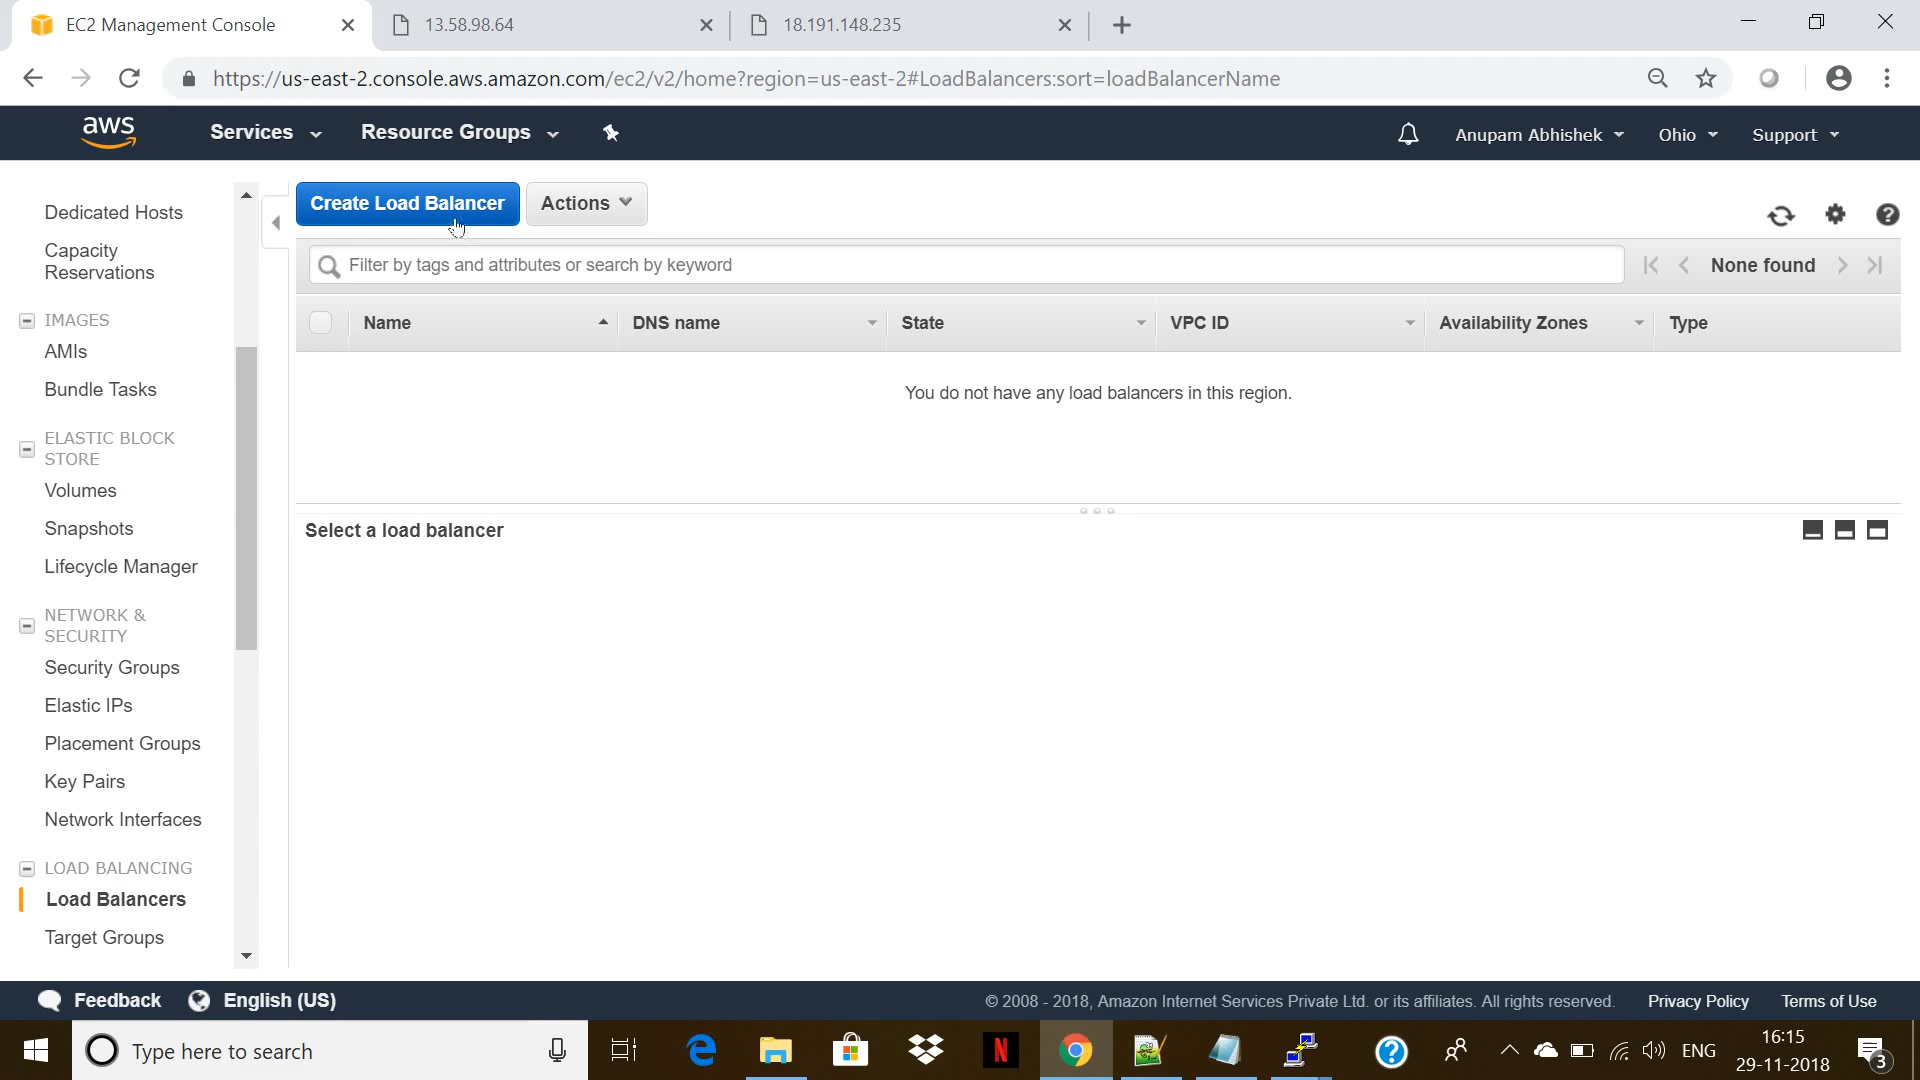 EC2 Management Console
13.58.98.64
18.191.148.235
https://us-east-2.console.aws.amazon.com/ec2/v2/home?region=us-east-2#LoadBalancers:sort=loadBalancerName
aws
Services
Resource Groups
Anupam Abhishek
Ohio
Support
Dedicated Hosts
Capacity
Reservations
IMAGES
AMIs
Bundle Tasks
ELASTIC BLOCK
STORE
Volumes
Snapshots
Lifecycle Manager
NETWORK &
SECURITY
Security Groups
Elastic IPs
Placement Groups
Key Pairs
Network Interfaces
LOAD BALANCING
Load Balancers
Target Groups
Create Load Balancer
Actions
Filter by tags and attributes or search by keyword
None found
Name
DNS name
State
VPC ID
Availability Zones
Type
You do not have any load balancers in this region.
Select a load balancer
Feedback
English (US)
© 2008 - 2018, Amazon Internet Services Private Ltd. or its affiliates. All rights reserved.
Privacy Policy
Terms of Use
Type here to search
N
ENG
16:15
29-11-2018
3